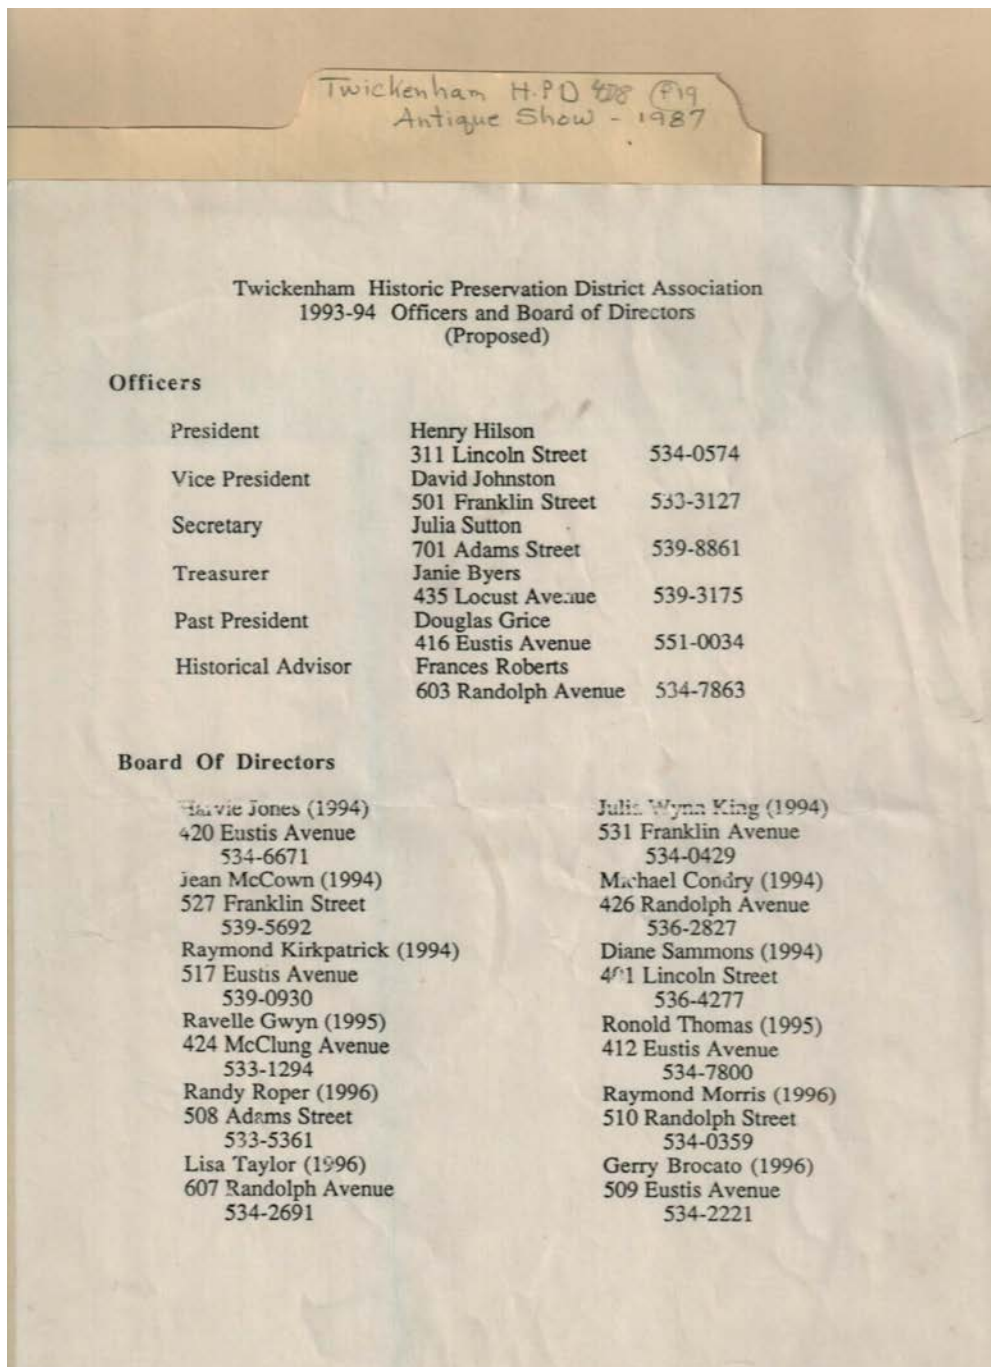 Twickenham H.P.D 428 F19
Antique Show - 1987
Twickenham Historic Preservation District Association
1993-94 Officers and Board of Directors
(Proposed)
Officers
President Henry Hilson
311 Lincoln Street 534-0574
Vice President David Johnston
501 Franklin Street 533-3127
Secretary Julia Sutton
701 Adams Street 539-8861
Treasurer Janie Byers
435 Locust Avenue 539-3175
Past President Douglas Grice
416 Eustis Avenue 551-0034
Historical Advisor Frances Roberts
603 Randolph Avenue 534-7863
Board Of Directors
Harvie Jones (1994)
420 Eustis Avenue
534-6671
Jean McCown (1994)
527 Franklin Street
539-5692
Raymond Kirkpatrick (1994)
517 Eustis Avenue
539-0930
Ravelle Gwyn (1995)
424 McClung Avenue
533-1294
Randy Roper (1996)
508 Adams Street
533-5361
Lisa Taylor (1996)
607 Randolph Avenue
534-2691
Julia Wynn King (1994)
531 Franklin Avenue
534-0429
Michael Condry (1994)
426 Randolph Avenue
536-2827
Diane Sammons (1994)
Lincoln Street
536-4277
Ronold Thomas (1995)
412 Eustis Avenue
534-7800
Raymond Morris (1996)
510 Randolph Street
534-0359
Gerry Brocato (1996)
509 Eustis Avenue
534-2221